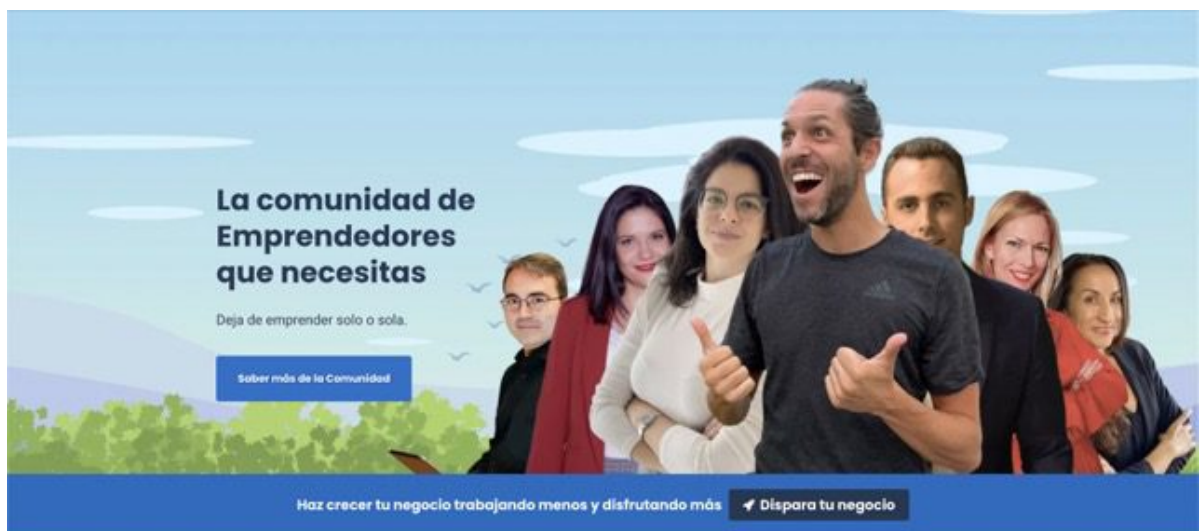 La comunidad de
Emprendedores
que necesitas
Deja de emprender solo o sola.
Saber más de la Comunidad
adidas
Haz crecer tu negocio trabajando menos y disfrutando más
Dispara tu negocio